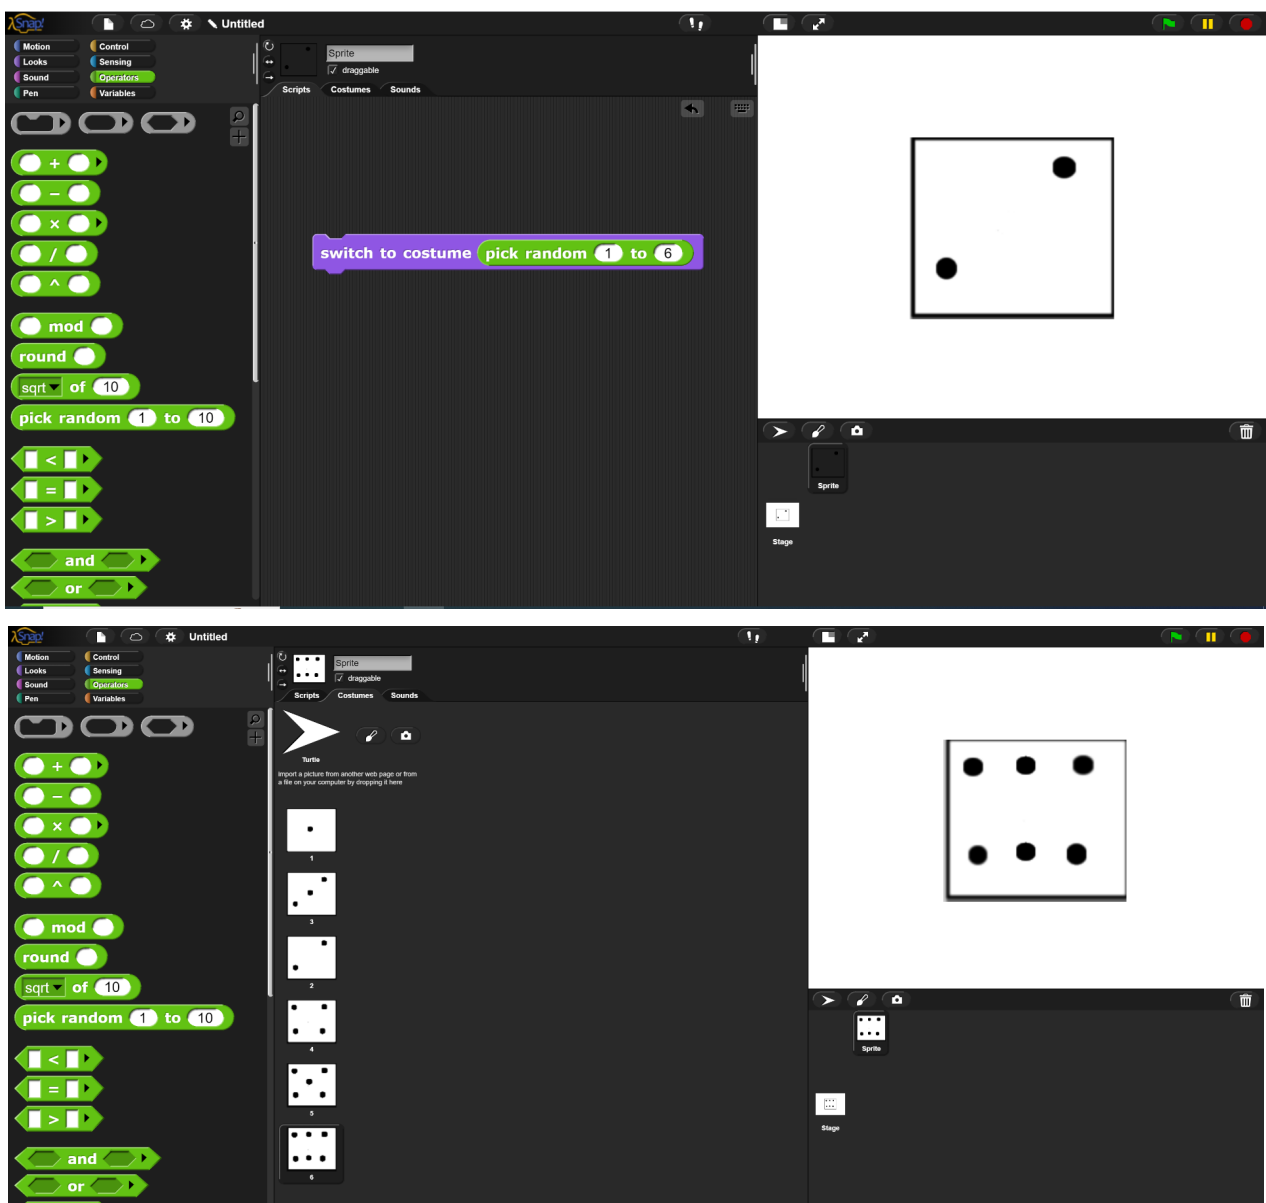 Snap! Untitled
Motion Control
Looks Sensing
Sound Operators
Pen Variables
Sprite
draggable
Scripts Costumes Sounds
+
−
×
/
^
mod
round
sqrt of 10
pick random 1 to 10
<
=
>
and
or
switch to costume pick random 1 to 6
Sprite
Stage
Snap! Untitled
Motion Control
Looks Sensing
Sound Operators
Pen Variables
Sprite
draggable
Scripts Costumes Sounds
+
−
×
/
^
mod
round
sqrt of 10
pick random 1 to 10
<
=
>
and
or
Turtle
import a picture from another web page or from
a file on your computer by dropping it here
1
3
2
4
5
6
Sprite
Stage